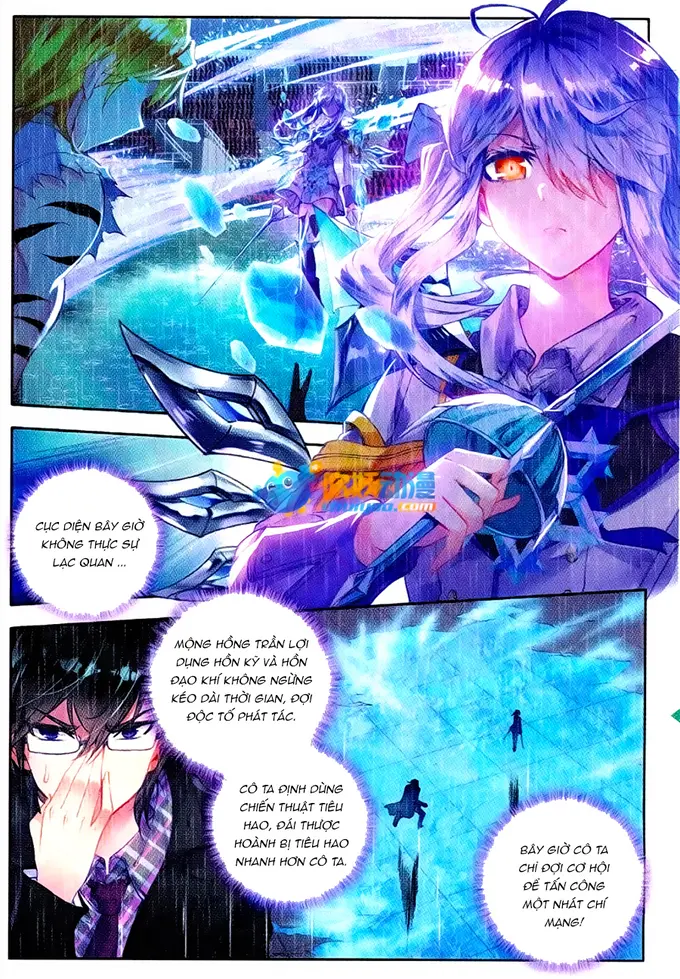 CỤC DIỆN BÂY GIỜ
KHÔNG THỰC SỰ
LẠC QUAN ...
MỘNG HỒNG TRẦN LỢI
DỤNG HỒN KỸ VÀ HỒN
ĐẠO KHÍ KHÔNG NGỪNG
KÉO DÀI THỜI GIAN, ĐỢI
ĐỘC TỐ PHÁT TÁC.
CÔ TA ĐỊNH DÙNG
CHIẾN THUẬT TIÊU
HAO, ĐÁI THƯỢC
HOÀNH BỊ TIÊU HAO
NHANH HƠN CÔ TA.
BÂY GIỜ CÔ TA
CHỈ ĐỢI CƠ HỘI
ĐỂ TẤN CÔNG
MỘT NHÁT CHÍ
MẠNG!